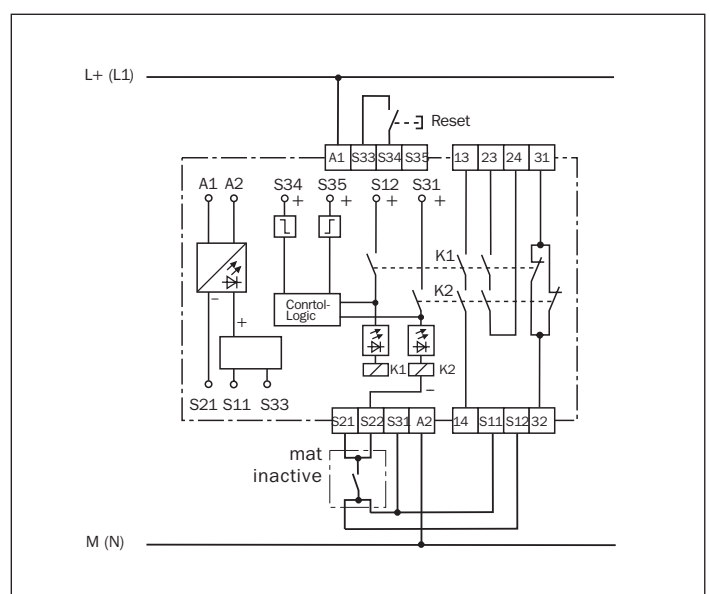 L+ (L1)
Reset
A1 S33 S34 S35 13 23 24 31
A1 A2 S34 S35 S12 S31
+ + + +
K1
K2
Conrtol-
Logic
−
+
K1 K2
−
S21 S11 S33
S21 S22 S31 A2 14 S11 S12 32
mat
inactive
M (N)